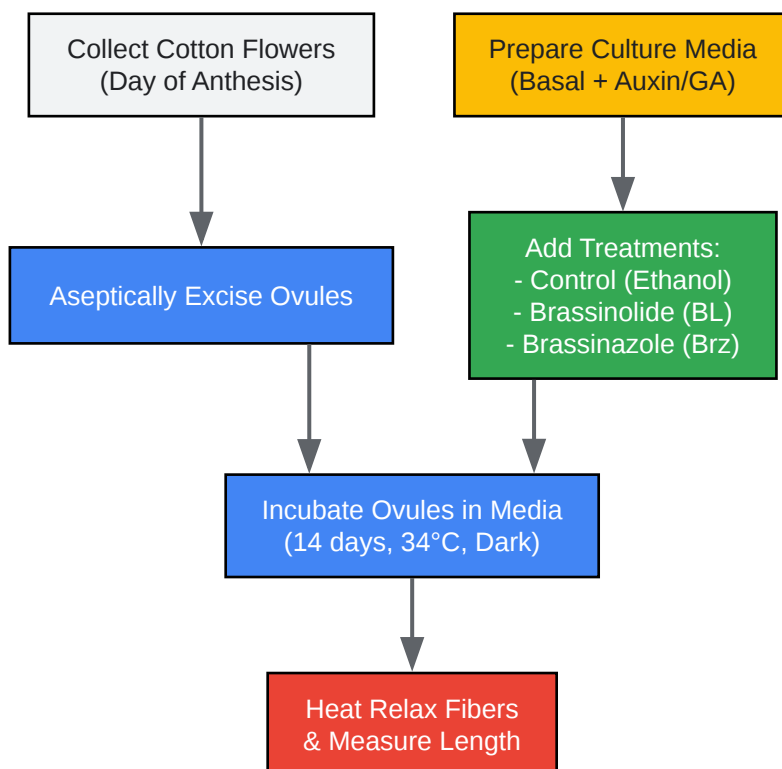 Collect Cotton Flowers
(Day of Anthesis)
Prepare Culture Media
(Basal + Auxin/GA)
Aseptically Excise Ovules
Add Treatments:
- Control (Ethanol)
- Brassinolide (BL)
- Brassinazole (Brz)
Incubate Ovules in Media
(14 days, 34°C, Dark)
Heat Relax Fibers
& Measure Length